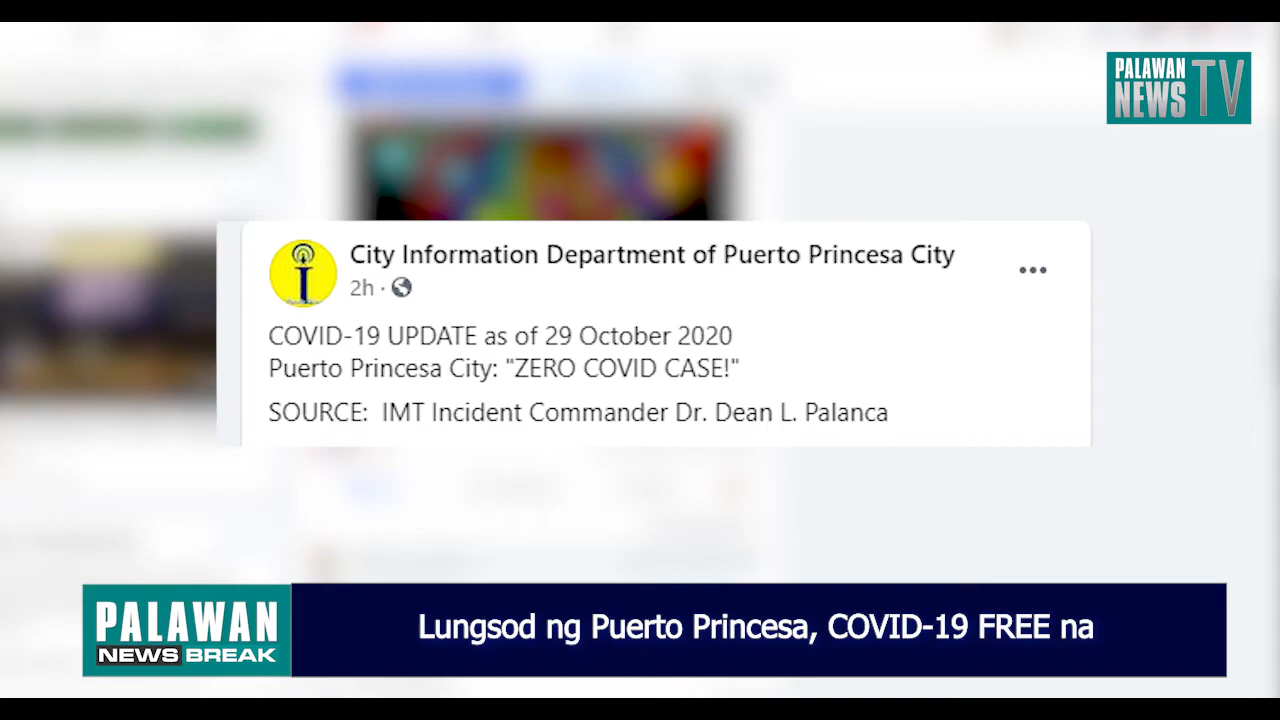 PALAWAN
NEWS TV
City Information Department of Puerto Princesa City
2h ·
COVID-19 UPDATE as of 29 October 2020
Puerto Princesa City: "ZERO COVID CASE!"
SOURCE: IMT Incident Commander Dr. Dean L. Palanca
PALAWAN
NEWS BREAK
Lungsod ng Puerto Princesa, COVID-19 FREE na